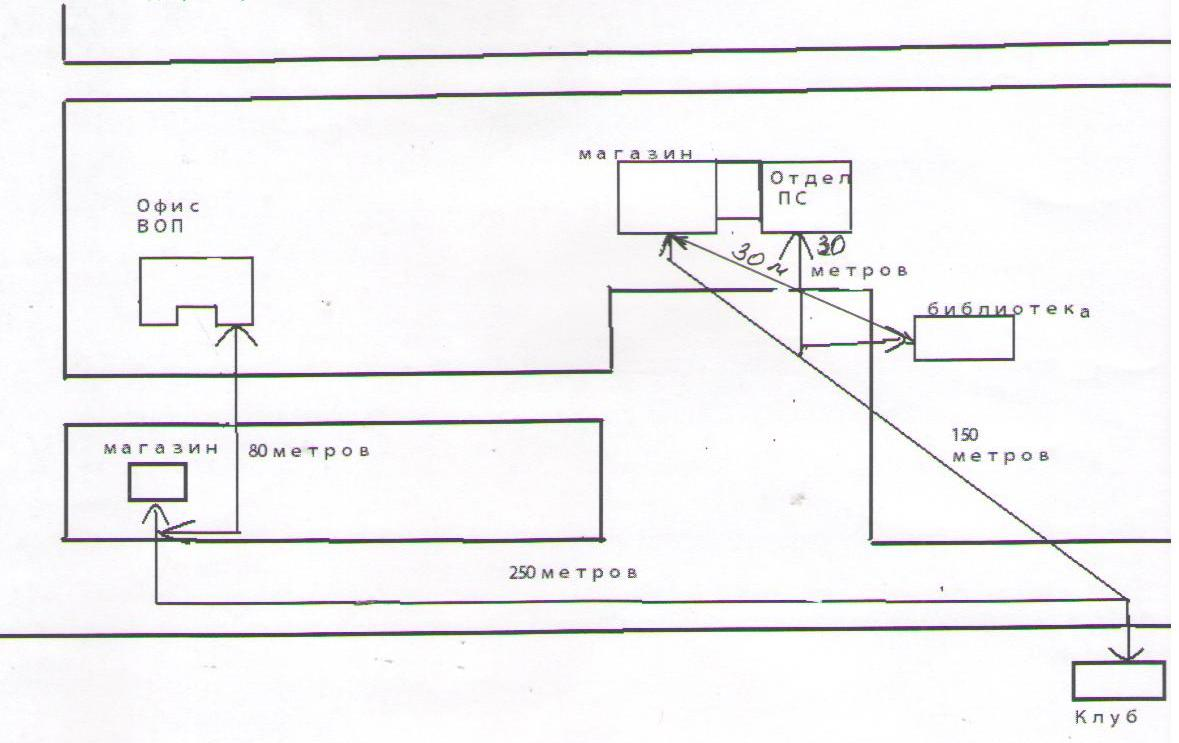 магазин
Отдел
ПС
Офис
ВОП
30 м
30
метров
библиотека
магазин
80 метров
150
метров
250 метров
Клуб